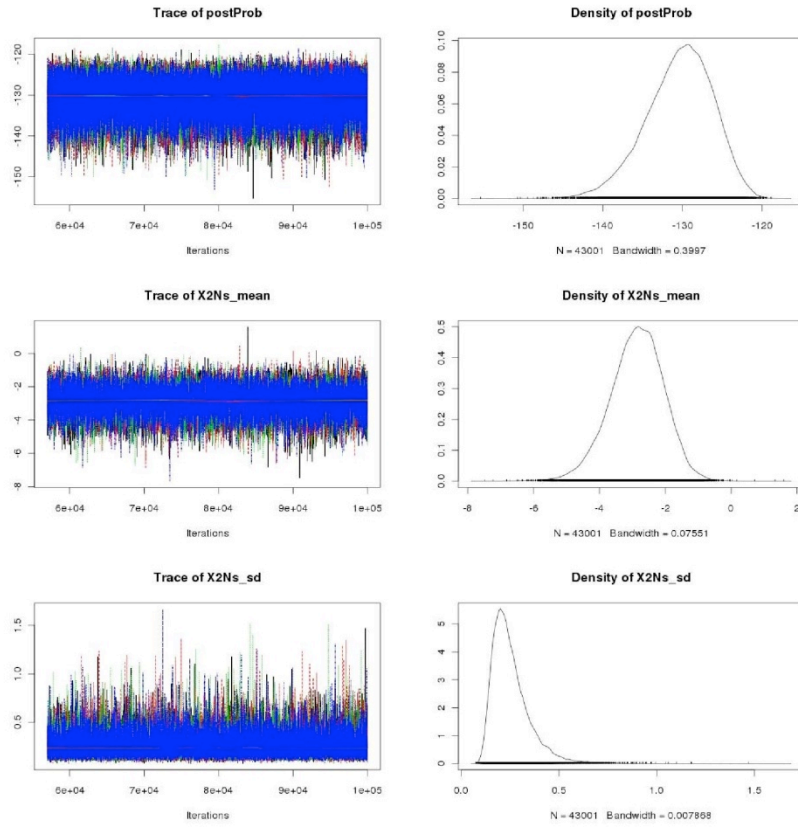 Trace of postProb
-120
-130
-140
-150
6e+04 7e+04 8e+04 9e+04 1e+05
Iterations
Density of postProb
0.10
0.08
0.06
0.04
0.02
0.00
-150 -140 -130 -120
N = 43001 Bandwidth = 0.3997
Trace of X2Ns_mean
0
-2
-4
-6
-8
6e+04 7e+04 8e+04 9e+04 1e+05
Iterations
Density of X2Ns_mean
0.5
0.4
0.3
0.2
0.1
0.0
-8 -6 -4 -2 0 2
N = 43001 Bandwidth = 0.07551
Trace of X2Ns_sd
1.5
1.0
0.5
6e+04 7e+04 8e+04 9e+04 1e+05
Iterations
Density of X2Ns_sd
5
4
3
2
1
0
0.0 0.5 1.0 1.5
N = 43001 Bandwidth = 0.007868